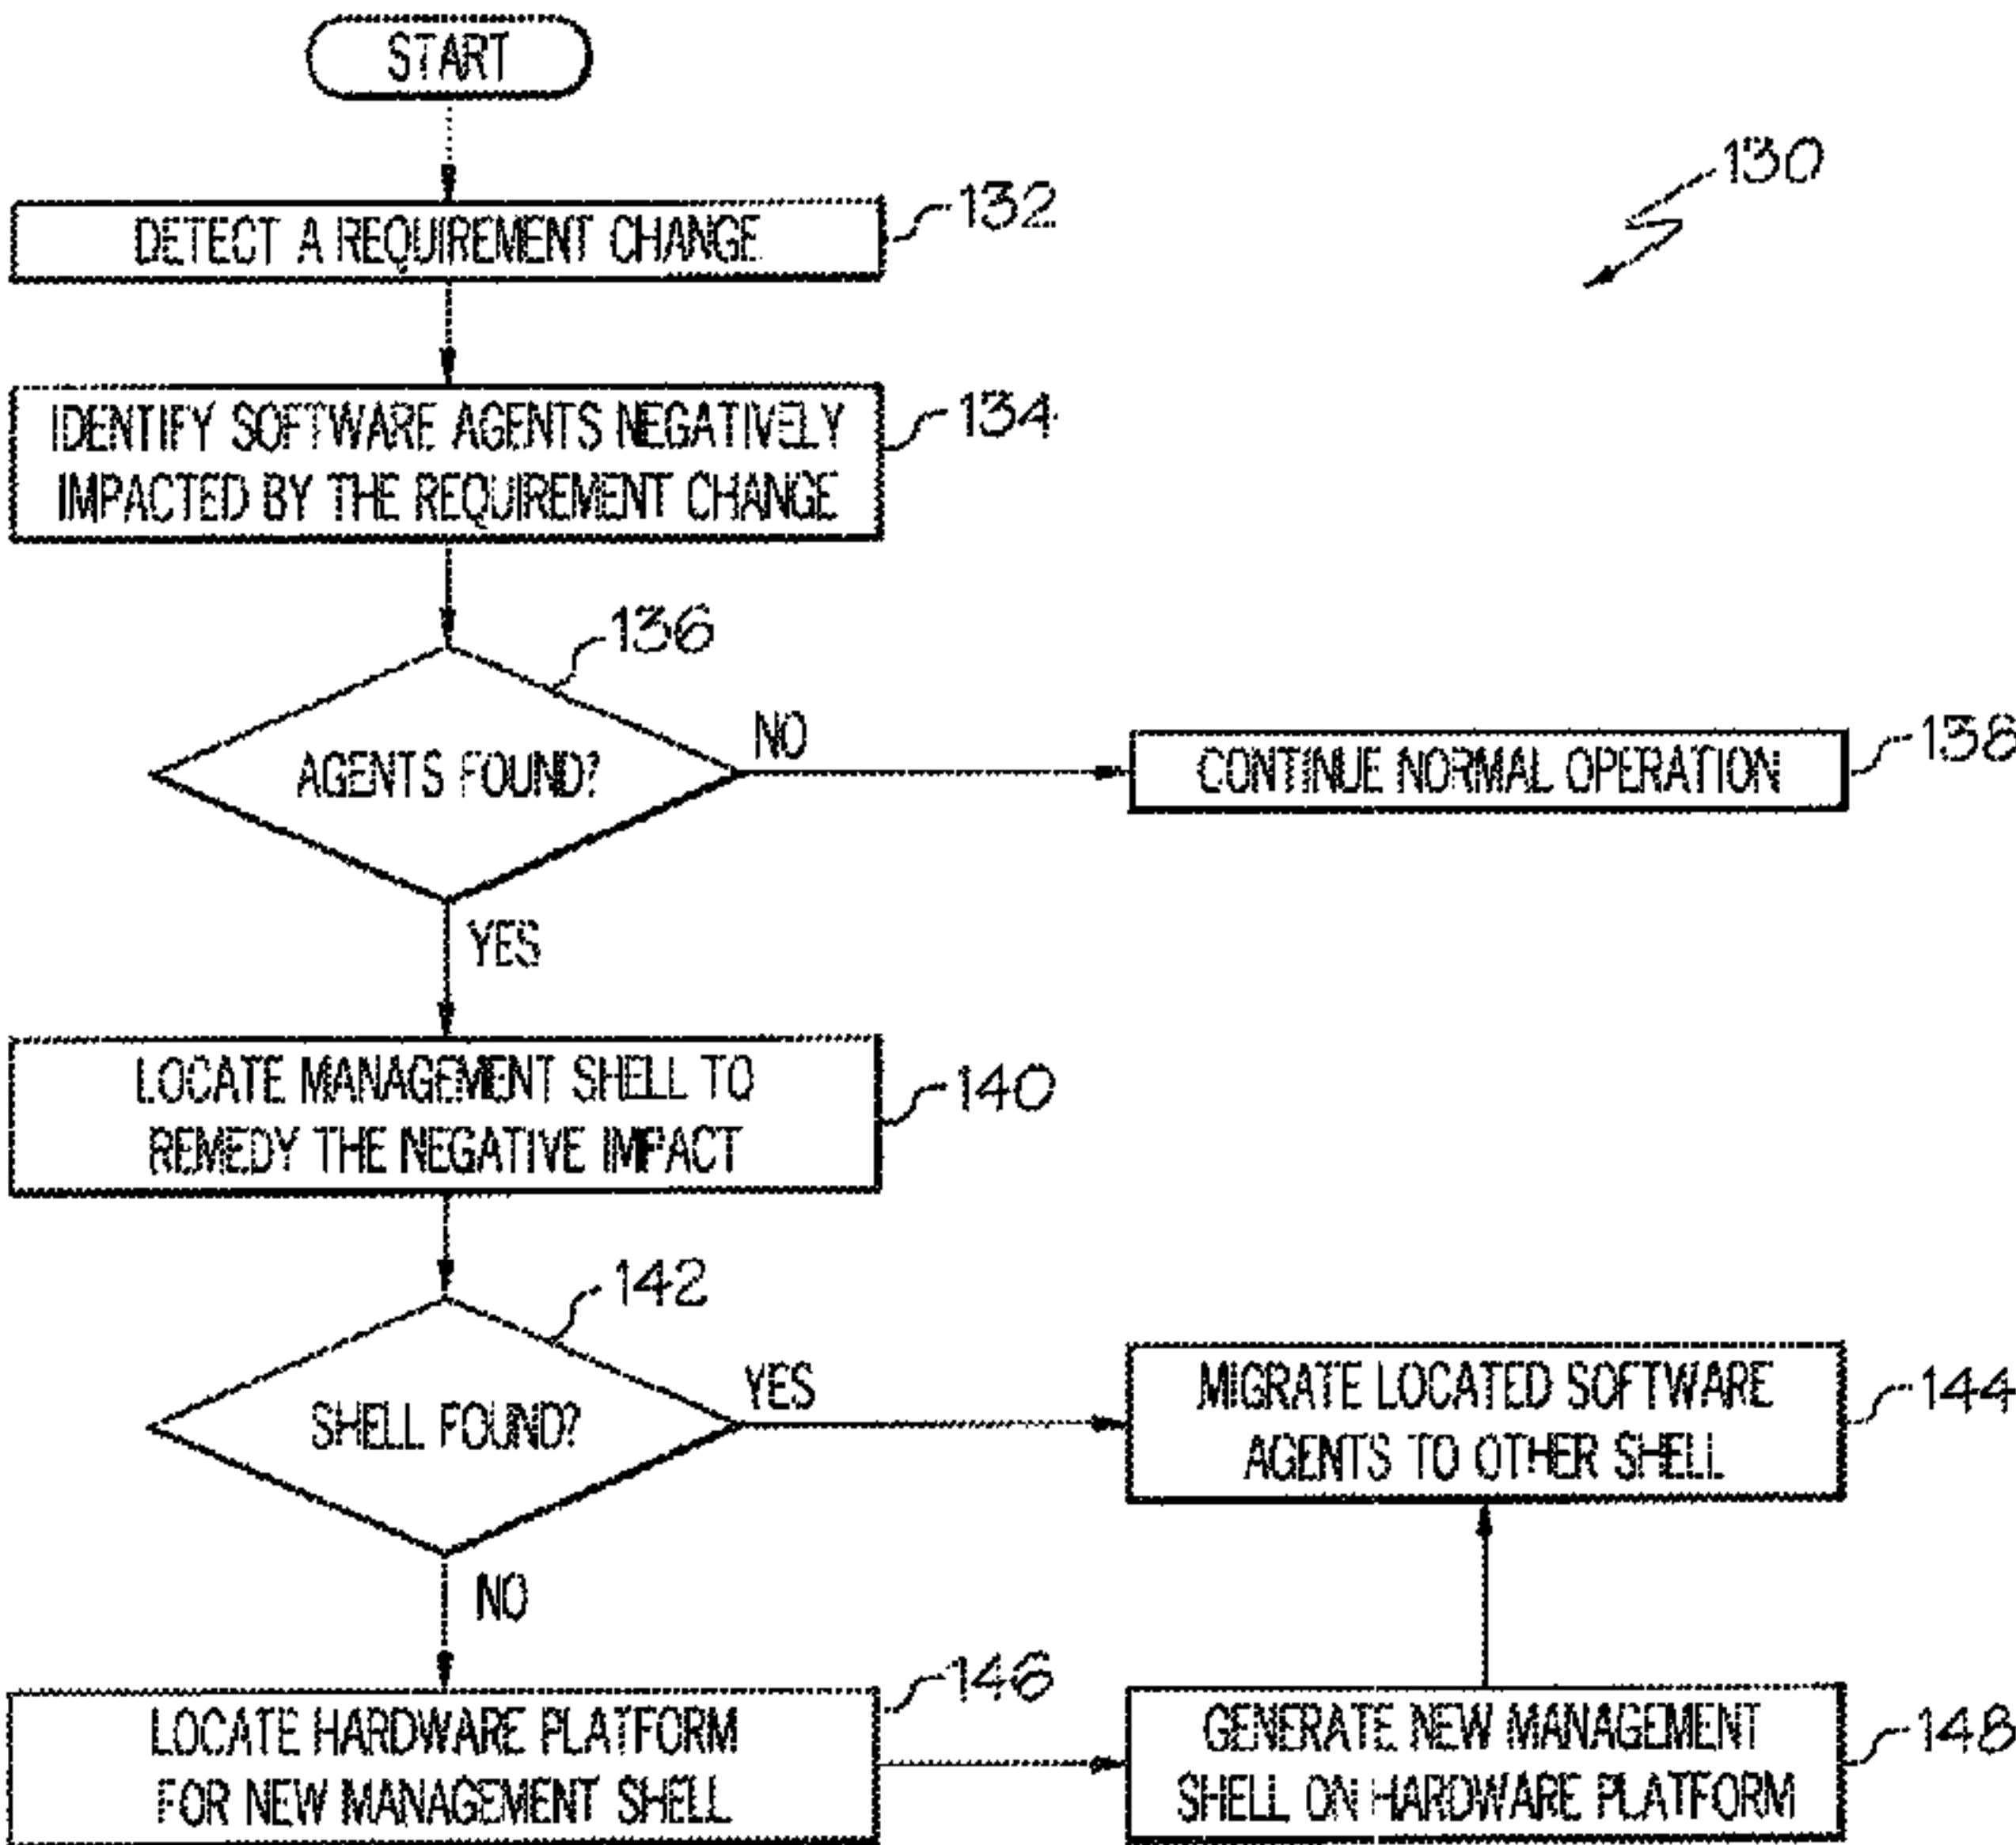 START
130
DETECT A REQUIREMENT CHANGE
132
IDENTIFY SOFTWARE AGENTS NEGATIVELY
IMPACTED BY THE REQUIREMENT CHANGE
134
136
AGENTS FOUND?
NO
CONTINUE NORMAL OPERATION
138
YES
LOCATE MANAGEMENT SHELL TO
REMEDY THE NEGATIVE IMPACT
140
142
SHELL FOUND?
YES
MIGRATE LOCATED SOFTWARE
AGENTS TO OTHER SHELL
144
NO
LOCATE HARDWARE PLATFORM
FOR NEW MANAGEMENT SHELL
146
GENERATE NEW MANAGEMENT
SHELL ON HARDWARE PLATFORM
148